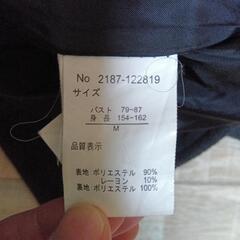 No 2187-122819
サイズ
バスト 79-87
身長 154-162
M
品質表示
表地 ポリエステル 90%
レーヨン 10%
裏地 ポリエステル 100%